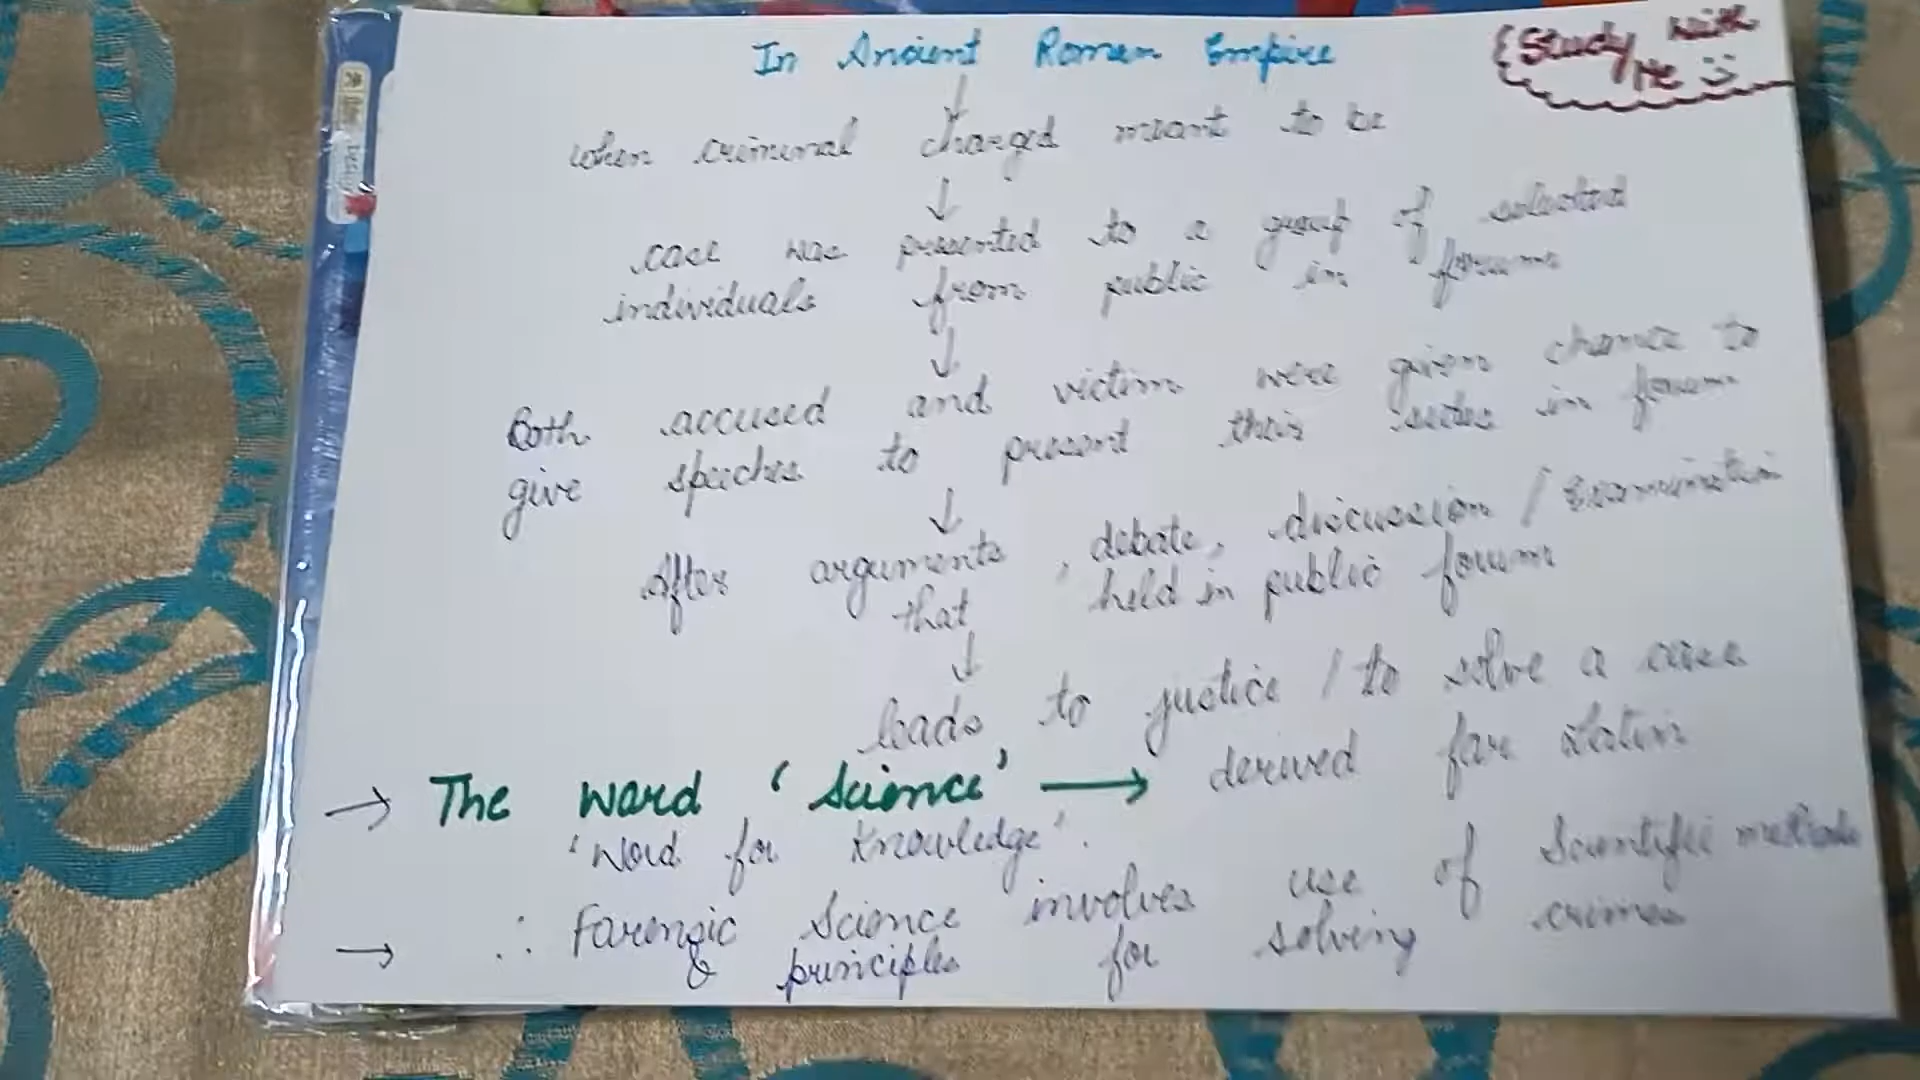 In Ancient Roman Empire
{Study with
Me
↓
when criminal charged meant to be
↓
case was presented to a group of selected
individuals from public in forums
↓
Both accused and victim were given chance to
give speeches to present their sides in forum
↓
After arguments, debate, discussion / Examination
that held in public forum
↓
leads to justice / to solve a case
→ The word 'Science' → derived far latin
'Word for Knowledge'.
→ ∴ Forensic Science involves use of Scientific methods
& principles for solving crimes